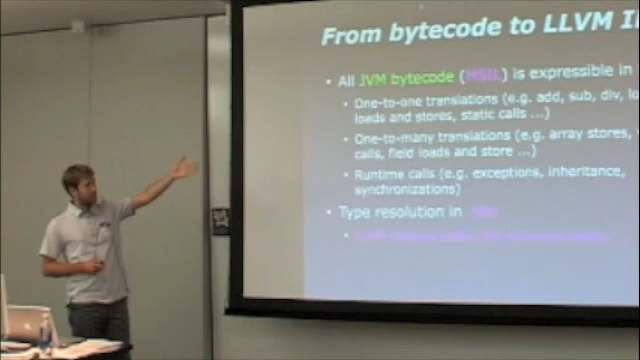 From bytecode to LLVM I
• All JVM bytecode (MSIL) is expressible in
• One-to-one translations (e.g. add, sub, div, lo
loads and stores, static calls ...)
• One-to-many translations (e.g. array stores,
calls, field loads and store ...)
• Runtime calls (e.g. exceptions, inheritance,
synchronizations)
• Type resolution in .Net